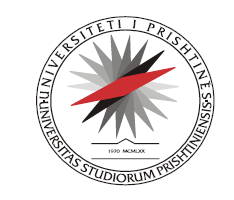 UNIVERSITETI I PRISHTINËS
UNIVERSITAS STUDIORUM PRISHTINIENSIS
1970 MCMLXX